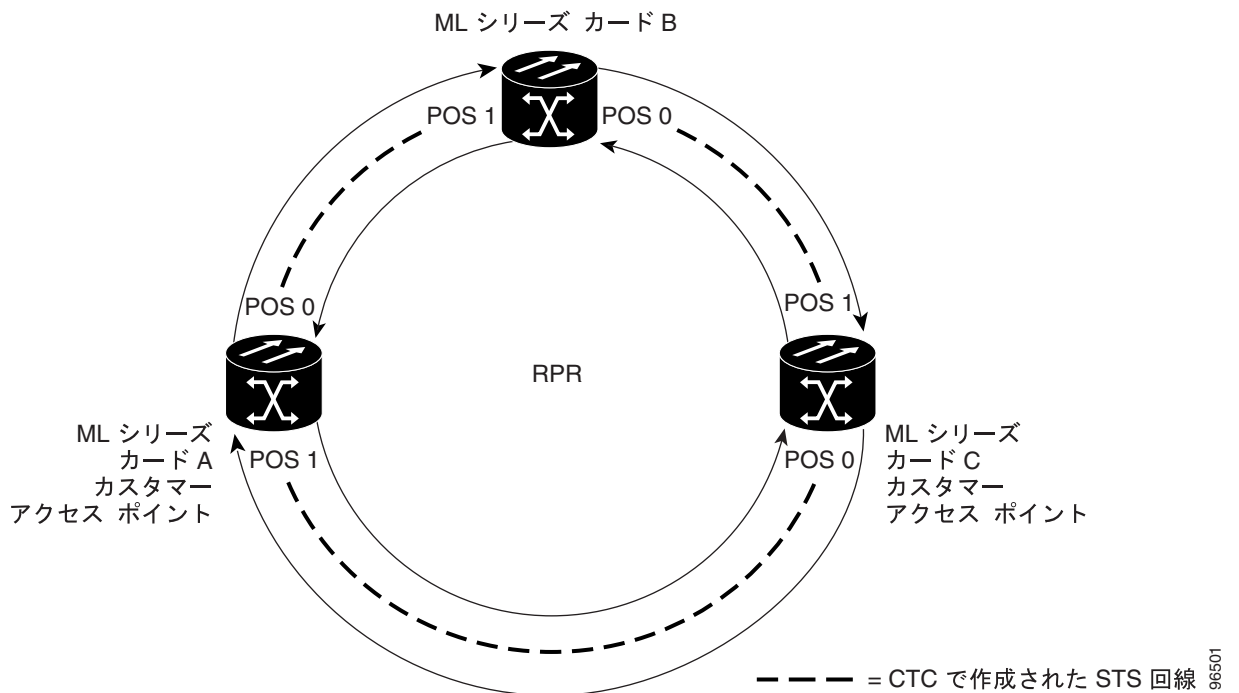 ML シリーズ カード B
POS 1
POS 0
POS 0
POS 1
RPR
ML シリーズ
カード A
カスタマー
アクセス ポイント
POS 1
POS 0
ML シリーズ
カード C
カスタマー
アクセス ポイント
= CTC で作成された STS 回線
96501